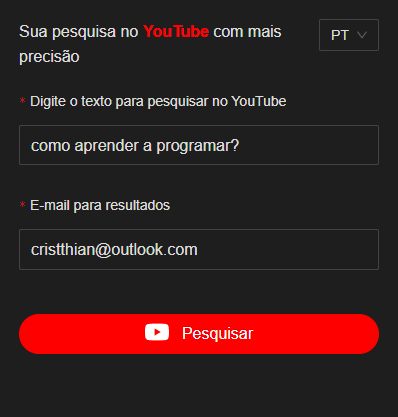 Sua pesquisa no YouTube com mais
precisão
PT
* Digite o texto para pesquisar no YouTube
como aprender a programar?
* E-mail para resultados
cristthian@outlook.com
Pesquisar